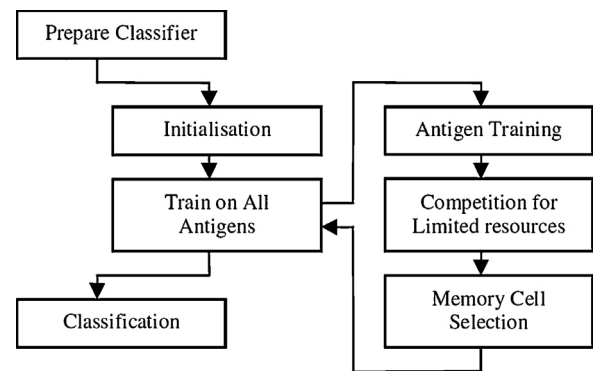 Prepare Classifier
Initialisation
Train on All
Antigens
Classification
Antigen Training
Competition for
Limited resources
Memory Cell
Selection